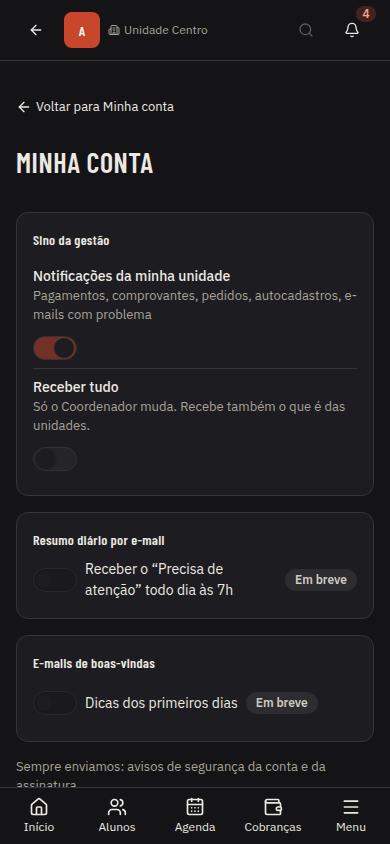 A
Unidade Centro
4
Voltar para Minha conta
MINHA CONTA
Sino da gestão
Notificações da minha unidade
Pagamentos, comprovantes, pedidos, autocadastros, e-
mails com problema
Receber tudo
Só o Coordenador muda. Recebe também o que é das
unidades.
Resumo diário por e-mail
Receber o “Precisa de
atenção” todo dia às 7h
Em breve
E-mails de boas-vindas
Dicas dos primeiros dias
Em breve
Sempre enviamos: avisos de segurança da conta e da
assinatura
Início
Alunos
Agenda
Cobranças
Menu